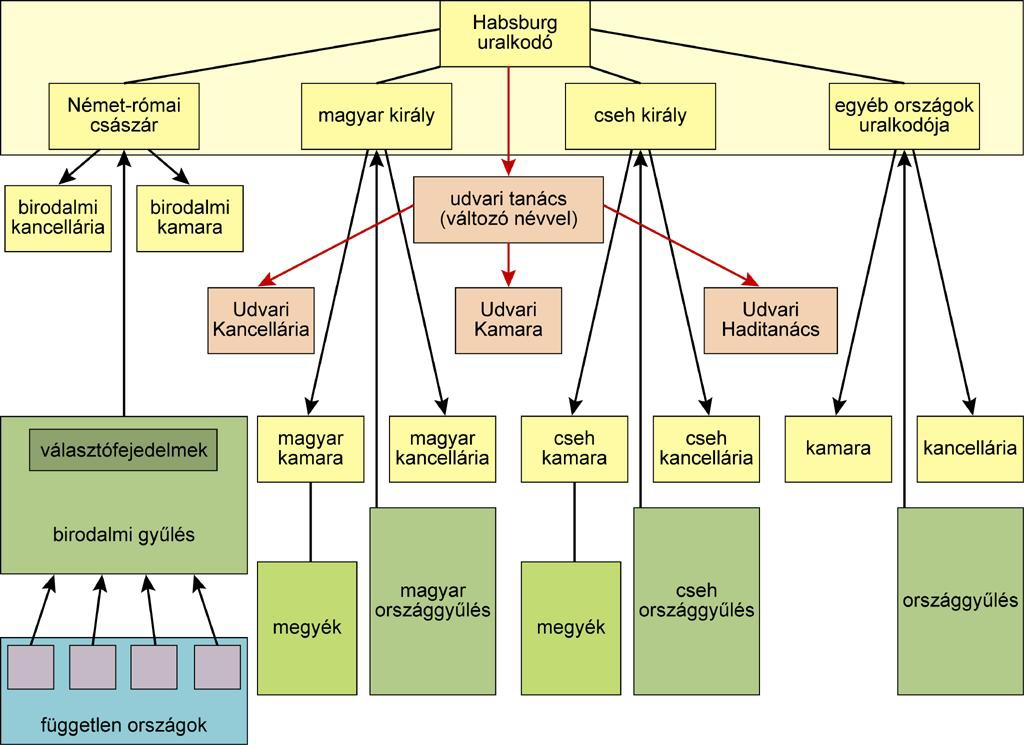 Habsburg
uralkodó
Német-római
császár
magyar király
cseh király
egyéb országok
uralkodója
birodalmi
kancellária
birodalmi
kamara
udvari tanács
(változó névvel)
Udvari
Kancellária
Udvari
Kamara
Udvari
Haditanács
választófejedelmek
birodalmi gyűlés
magyar
kamara
magyar
kancellária
cseh
kamara
cseh
kancellária
kamara
kancellária
megyék
magyar
országgyűlés
megyék
cseh
országgyűlés
országgyűlés
független országok